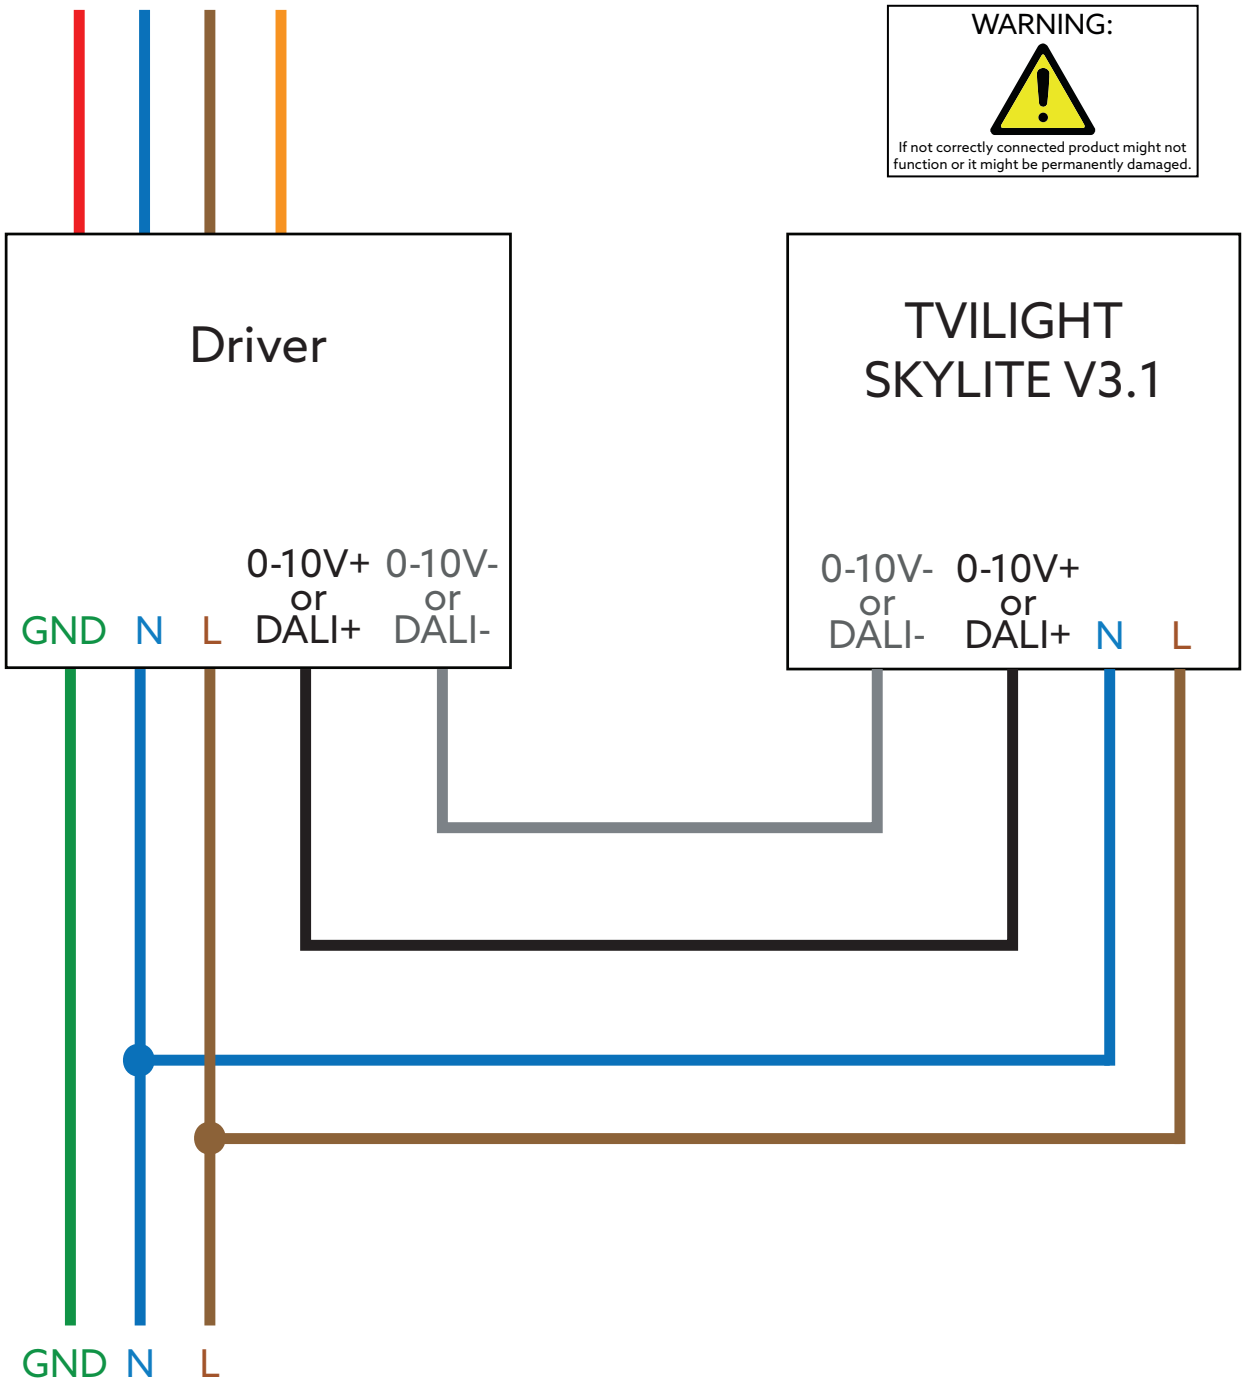 WARNING:
If not correctly connected product might not
function or it might be permanently damaged.
Driver
0-10V+ 0-10V-
or or
GND N L DALI+ DALI-
TVILIGHT
SKYLITE V3.1
0-10V- 0-10V+
or or
DALI- DALI+ N L
GND N L